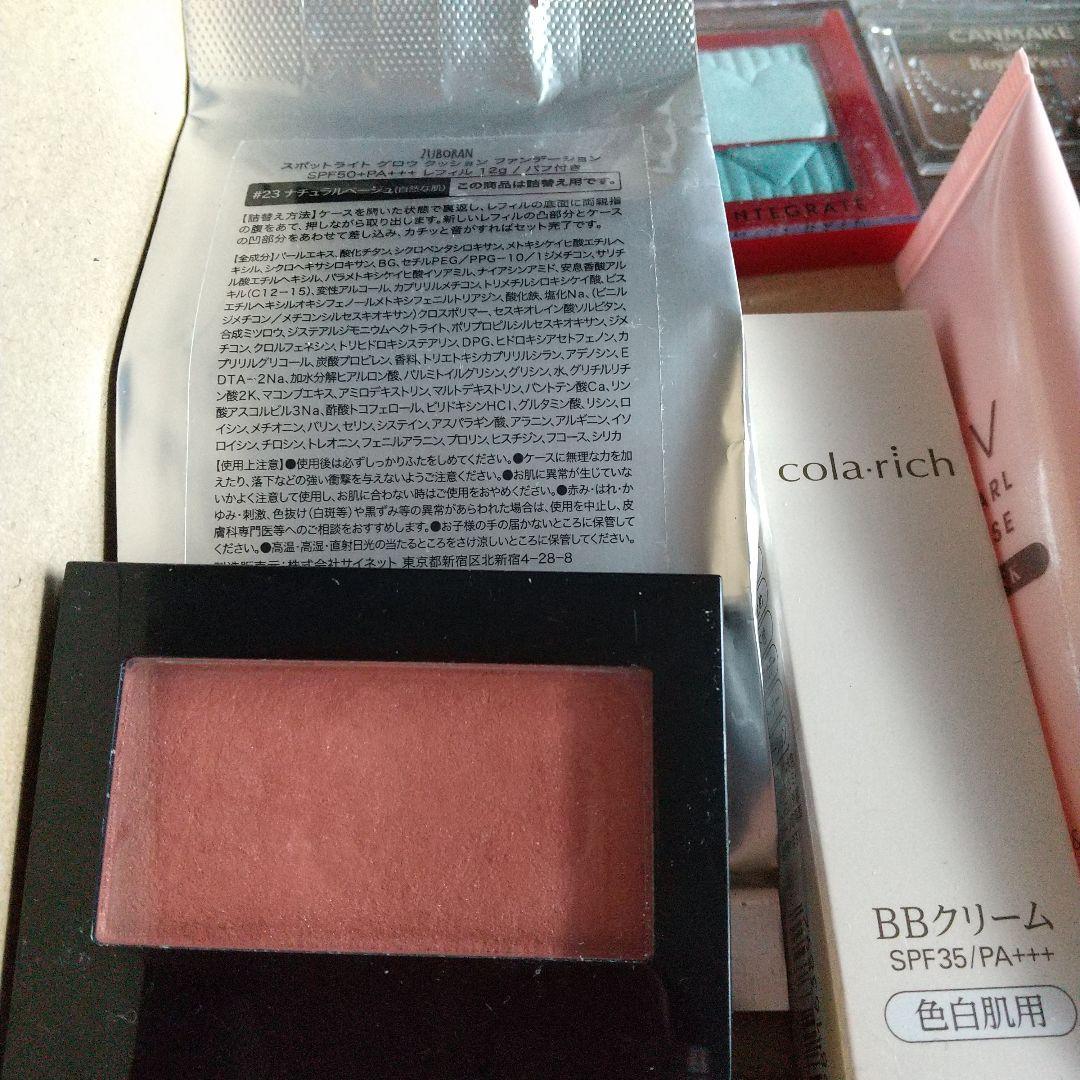 ZUBORAN
スポットライト グロウ クッション ファンデーション
SPF50+PA+++ レフィル 12g / パフ付き
#23 ナチュラルベージュ(自然な肌) この商品は詰替え用です。
【詰替え方法】ケースを開いた状態で裏返し、レフィルの底面に両親指
の腹をあて、押しながら取り出します。新しいレフィルの凸部分とケース
の凹部分をあわせて差し込み、カチッと音がすればセット完了です。
【全成分】パールエキス、酸化チタン、シクロペンタシロキサン、メトキシケイヒ酸エチルヘ
キシル、シクロヘキサシロキサン、BG、セチルPEG/PPG-10/1ジメチコン、サリチ
ル酸エチルヘキシル、パラメトキシケイヒ酸イソアミル、ナイアシンアミド、安息香酸アル
キル(C12-15)、変性アルコール、カプリリルメチコン、トリメチルシロキシケイ酸、ビス
エチルヘキシルオキシフェノールメトキシフェニルトリアジン、酸化鉄、塩化Na、(ビニル
ジメチコン/メチコンシルセスキオキサン)クロスポリマー、セスキオレイン酸ソルビタン、
合成ミツロウ、ジステアルジモニウムヘクトライト、ポリプロピルシルセスキオキサン、ジメ
チコン、クロルフェネシン、トリヒドロキシステアリン、DPG、ヒドロキシアセトフェノン、カ
プリリルグリコール、炭酸プロピレン、香料、トリエトキシカプリリルシラン、アデノシン、E
DTA-2Na、加水分解ヒアルロン酸、パルミトイルグリシン、グリシン、水、グリチルリチ
ン酸2K、マコンブエキス、アミロデキストリン、マルトデキストリン、パントテン酸Ca、リン
酸アスコルビル3Na、酢酸トコフェロール、ピリドキシンHCl、グルタミン酸、リシン、ロ
イシン、メチオニン、バリン、セリン、システイン、アスパラギン酸、アラニン、アルギニン、イソ
ロイシン、チロシン、トレオニン、フェニルアラニン、プロリン、ヒスチジン、フコース、シリカ
【使用上注意】●使用後は必ずしっかりふたをしめてください。●ケースに無理な力を加
えたり、落下などの強い衝撃を与えないようご注意ください。●お肌に異常が生じていな
いかよく注意して使用し、お肌に合わない時はご使用をおやめください。●赤み・はれ・か
ゆみ・刺激、色抜け(白斑等)や黒ずみ等の異常があらわれた場合は、使用を中止し、皮
膚科専門医等へのご相談をおすすめします。●お子様の手の届かないところに保管して
ください。●高温・高湿・直射日光の当たるところをさけ涼しいところに保管してください。
製造販売元:株式会社サイネット 東京都新宿区北新宿4-28-8
INTEGRATE
CANMAKE
cola・rich
BBクリーム
SPF35/PA+++
色白肌用